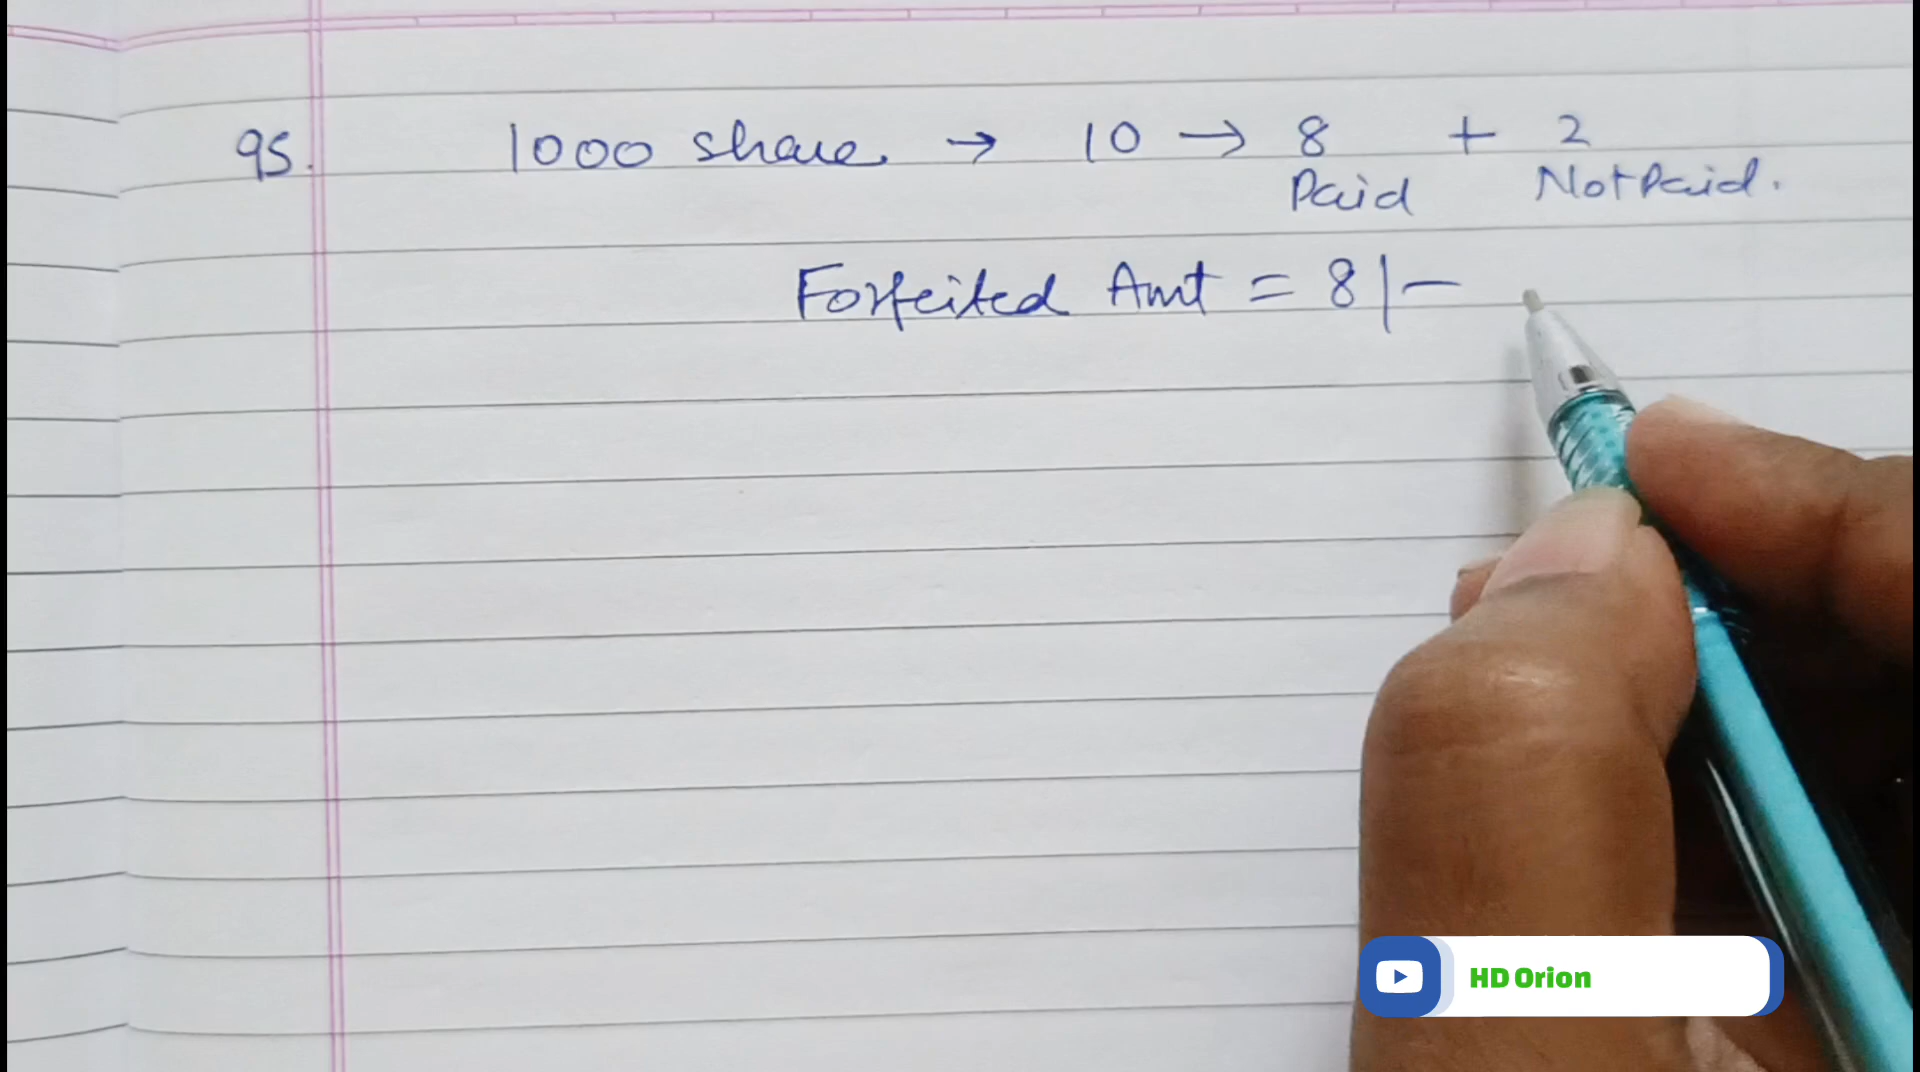 95. 1000 share → 10 → 8 + 2
Paid Not Paid.
Forfeited Amt = 8/-
HD Orion